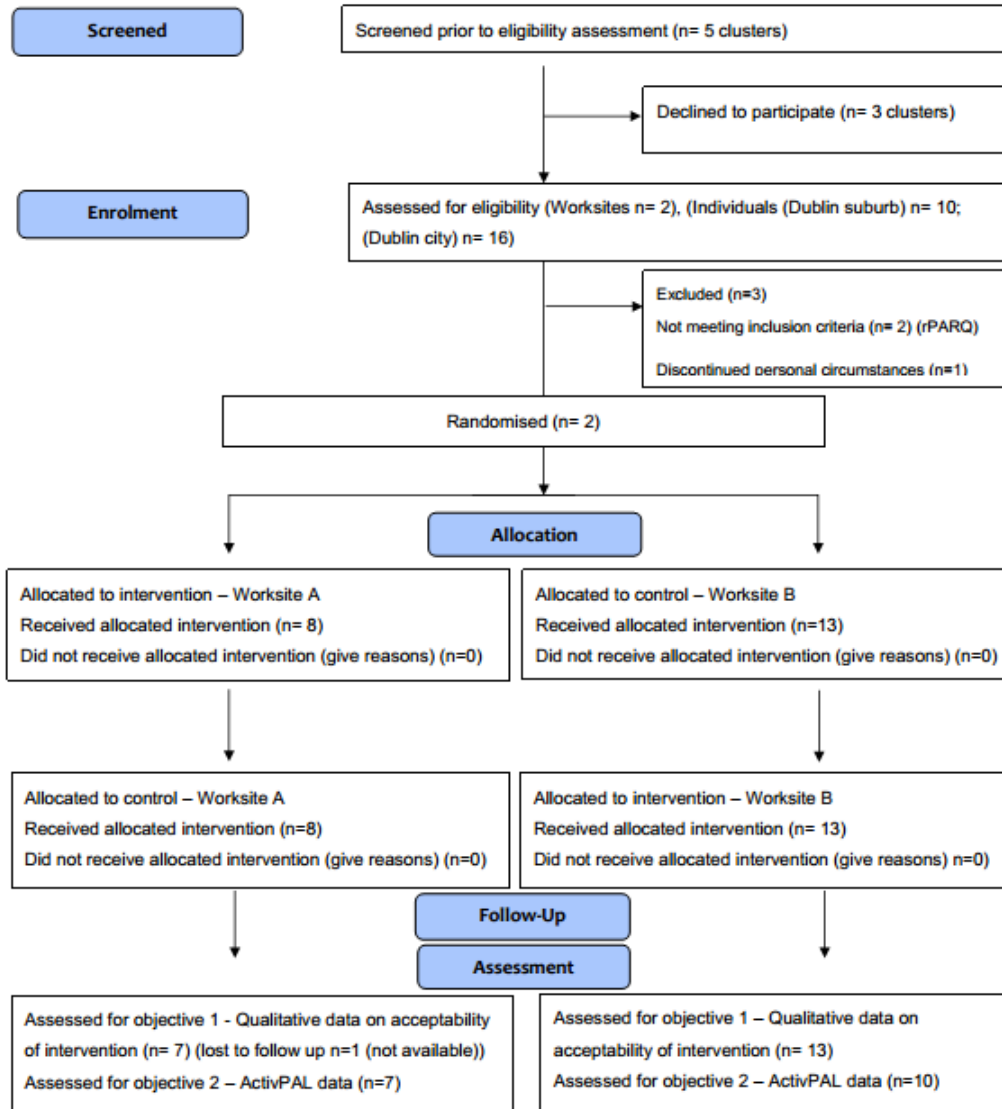 Screened
Screened prior to eligibility assessment (n= 5 clusters)
Declined to participate (n= 3 clusters)
Enrolment
Assessed for eligibility (Worksites n= 2), (Individuals (Dublin suburb) n= 10;
(Dublin city) n= 16)
Excluded (n=3)
Not meeting inclusion criteria (n= 2) (rPARQ)
Discontinued personal circumstances (n=1)
Randomised (n= 2)
Allocation
Allocated to intervention – Worksite A
Received allocated intervention (n= 8)
Did not receive allocated intervention (give reasons) (n=0)
Allocated to control – Worksite B
Received allocated intervention (n=13)
Did not receive allocated intervention (give reasons) (n=0)
Allocated to control – Worksite A
Received allocated intervention (n=8)
Did not receive allocated intervention (give reasons) (n=0)
Allocated to intervention – Worksite B
Received allocated intervention (n= 13)
Did not receive allocated intervention (give reasons) n=0)
Follow-Up
Assessment
Assessed for objective 1 - Qualitative data on acceptability
of intervention (n= 7) (lost to follow up n=1 (not available))
Assessed for objective 2 – ActivPAL data (n=7)
Assessed for objective 1 – Qualitative data on
acceptability of intervention (n= 13)
Assessed for objective 2 – ActivPAL data (n=10)